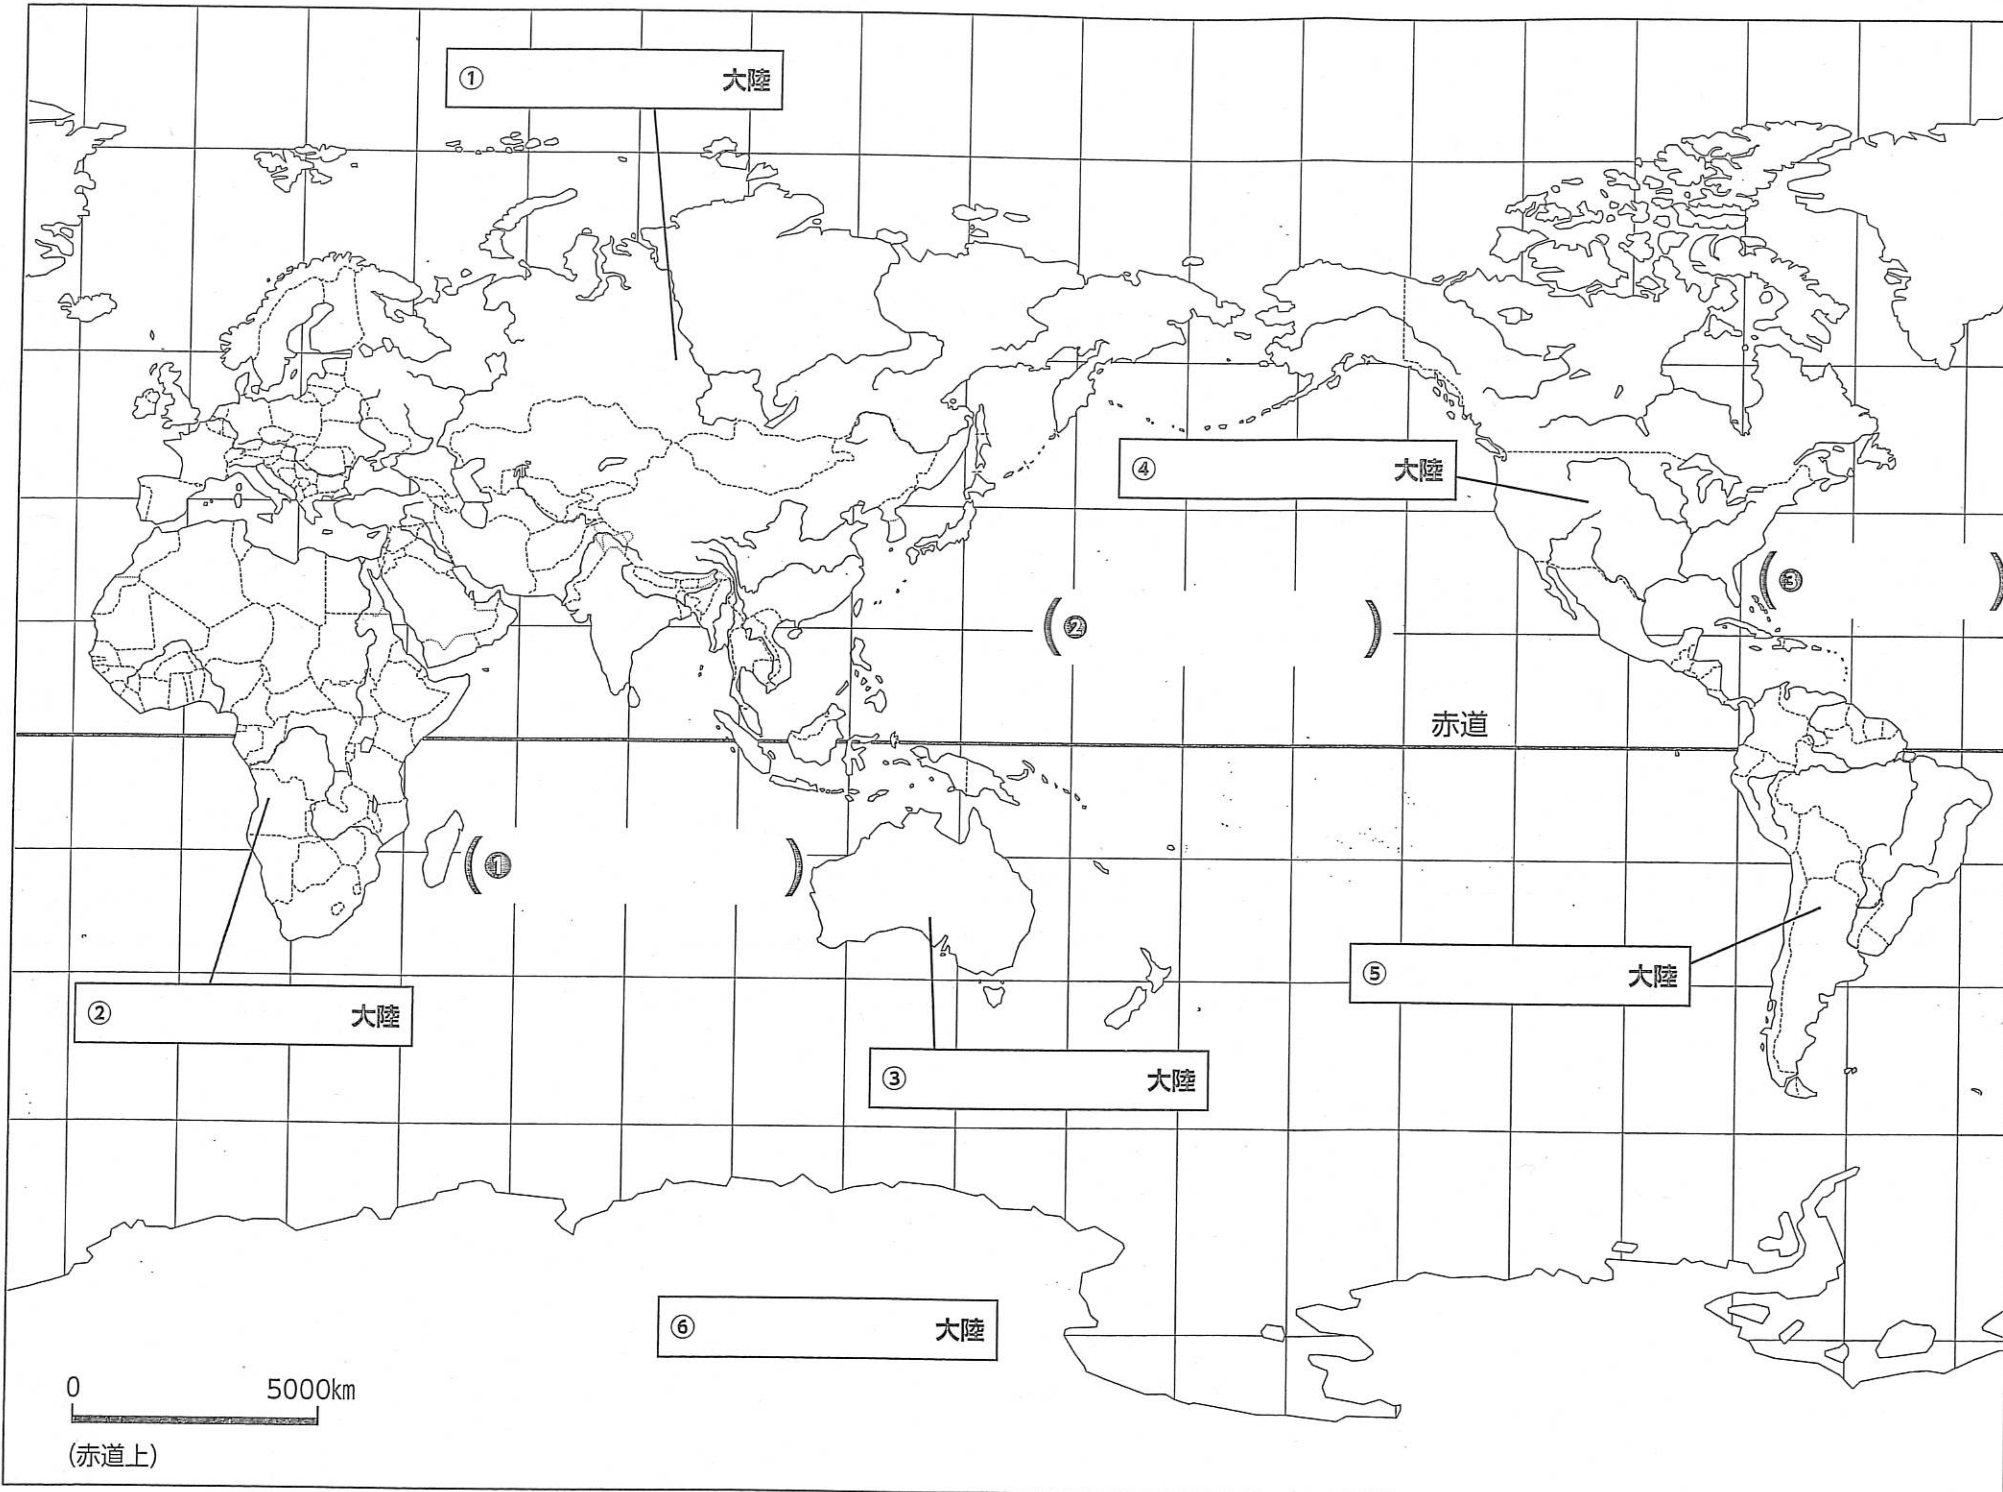 ① 大陸
④ 大陸
( ❸ )
( ❷ )
赤道
( ❶ )
⑤ 大陸
② 大陸
③ 大陸
⑥ 大陸
0 5000km
(赤道上)